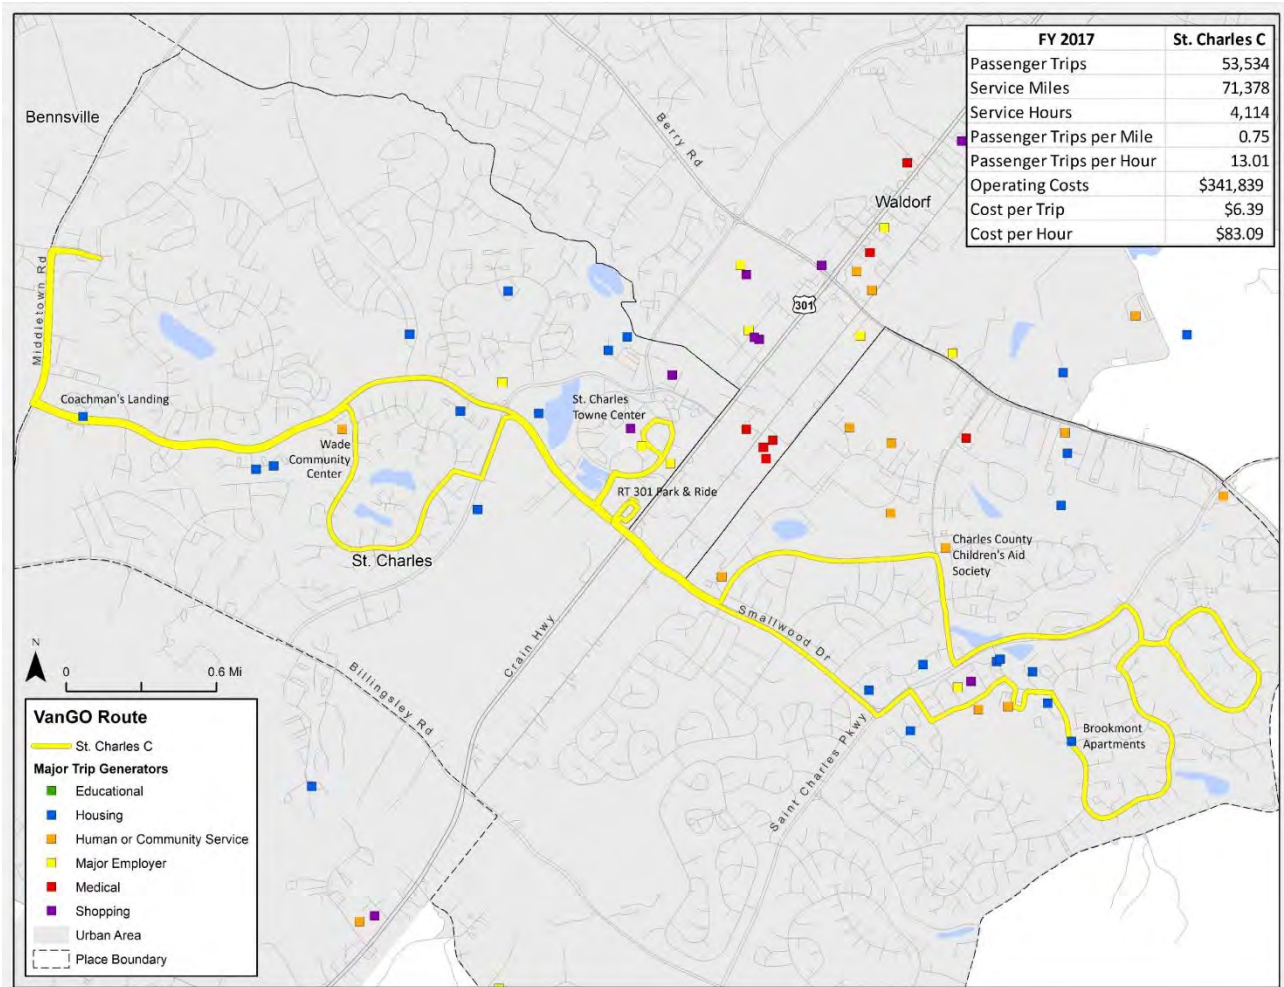 FY 2017 St. Charles C
Passenger Trips 53,534
Service Miles 71,378
Service Hours 4,114
Passenger Trips per Mile 0.75
Passenger Trips per Hour 13.01
Operating Costs $341,839
Cost per Trip $6.39
Cost per Hour $83.09
Bennsville
Berry Rd
Waldorf
301
Middletown Rd
Coachman's Landing
Wade
Community
Center
St. Charles
Towne Center
RT 301 Park & Ride
St. Charles
Charles County
Children's Aid
Society
Smallwood Dr
Crain Hwy
Billingsley Rd
Saint Charles Pkwy
Brookmont
Apartments
N
0 0.6 Mi
VanGO Route
St. Charles C
Major Trip Generators
Educational
Housing
Human or Community Service
Major Employer
Medical
Shopping
Urban Area
Place Boundary